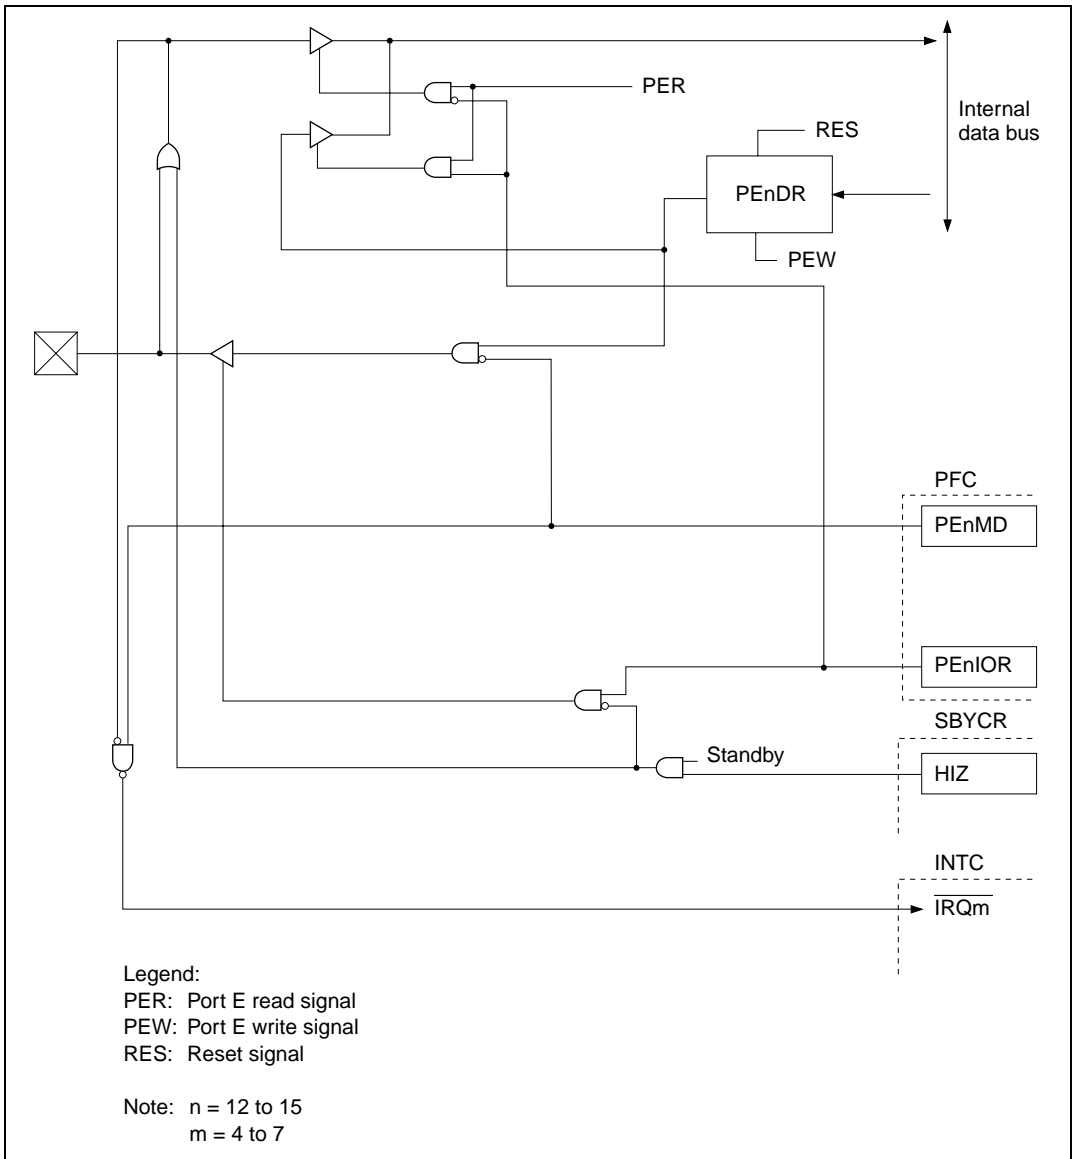 PER
Internal
data bus
RES
PEnDR
PEW
PFC
PEnMD
PEnIOR
SBYCR
Standby
HIZ
INTC
IRQm
Legend:
PER: Port E read signal
PEW: Port E write signal
RES: Reset signal
Note: n = 12 to 15
m = 4 to 7